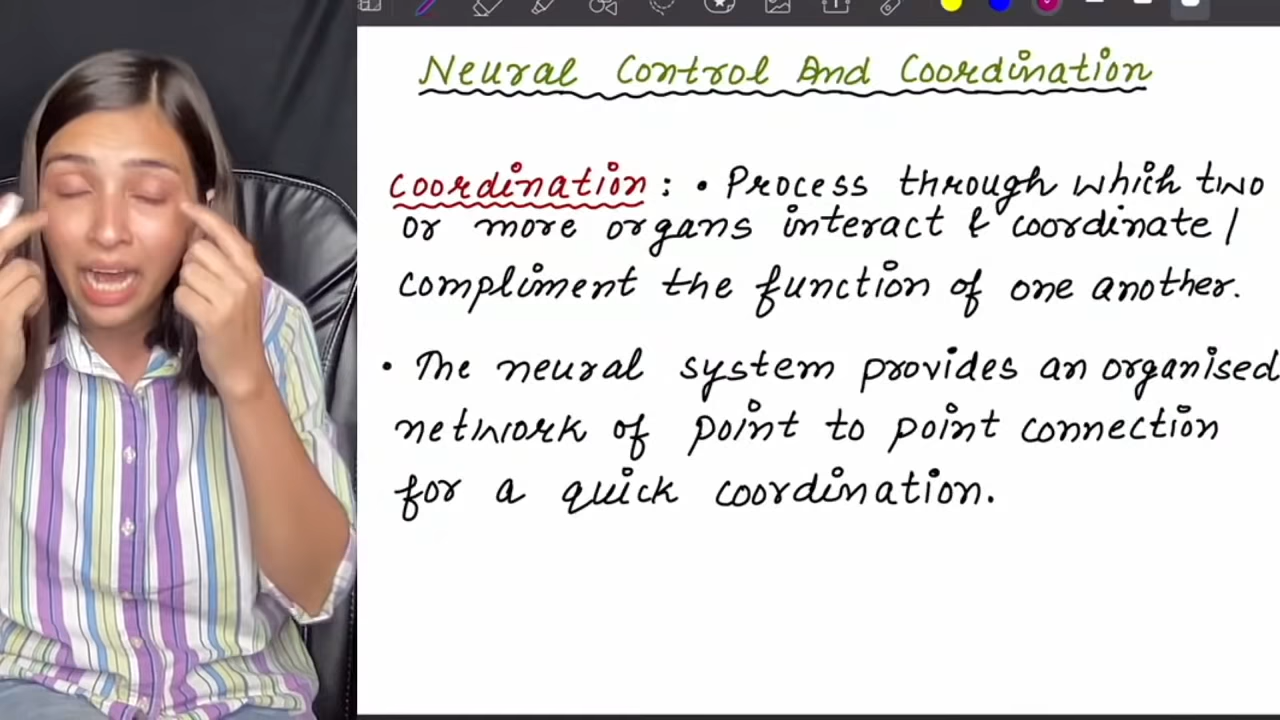 Neural Control And Coordination
Coordination : • Process through which two
or more organs interact & coordinate /
compliment the function of one another.
• The neural system provides an organised
network of point to point connection
for a quick coordination.